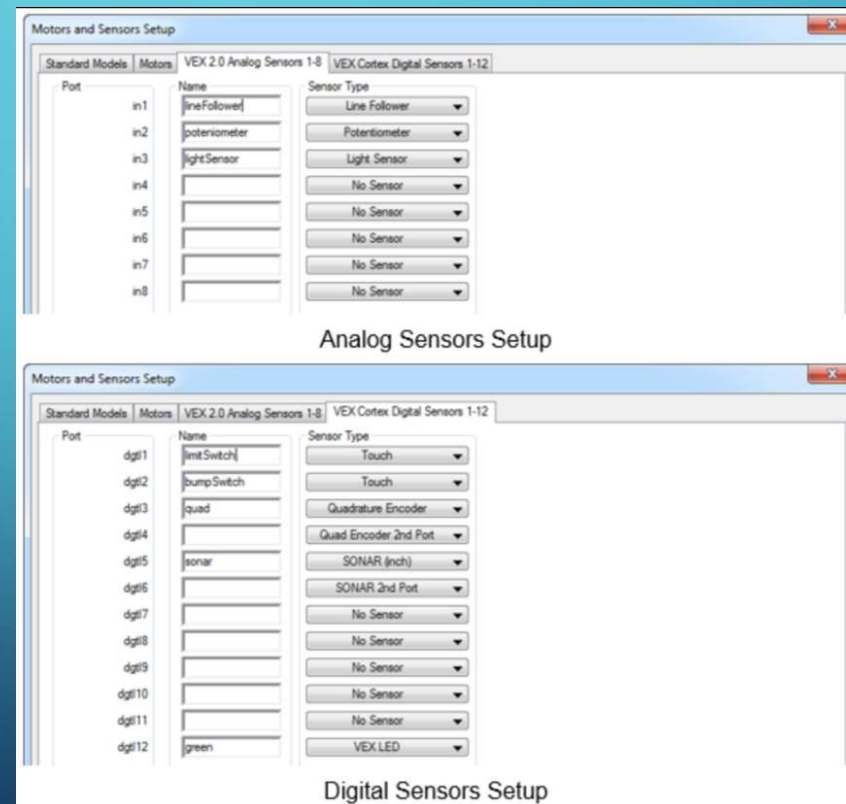 Motors and Sensors Setup
x
Standard Models Motors VEX 2.0 Analog Sensors 1-8 VEX Cortex Digital Sensors 1-12
Port Name Sensor Type
in1 lineFollower Line Follower
in2 poteniometer Potentiometer
in3 lightSensor Light Sensor
in4 No Sensor
in5 No Sensor
in6 No Sensor
in7 No Sensor
in8 No Sensor
Analog Sensors Setup
Motors and Sensors Setup
x
Standard Models Motors VEX 2.0 Analog Sensors 1-8 VEX Cortex Digital Sensors 1-12
Port Name Sensor Type
dgtl1 limitSwitch Touch
dgtl2 bumpSwitch Touch
dgtl3 quad Quadrature Encoder
dgtl4 Quad Encoder 2nd Port
dgtl5 sonar SONAR (inch)
dgtl6 SONAR 2nd Port
dgtl7 No Sensor
dgtl8 No Sensor
dgtl9 No Sensor
dgtl10 No Sensor
dgtl11 No Sensor
dgtl12 green VEX LED
Digital Sensors Setup